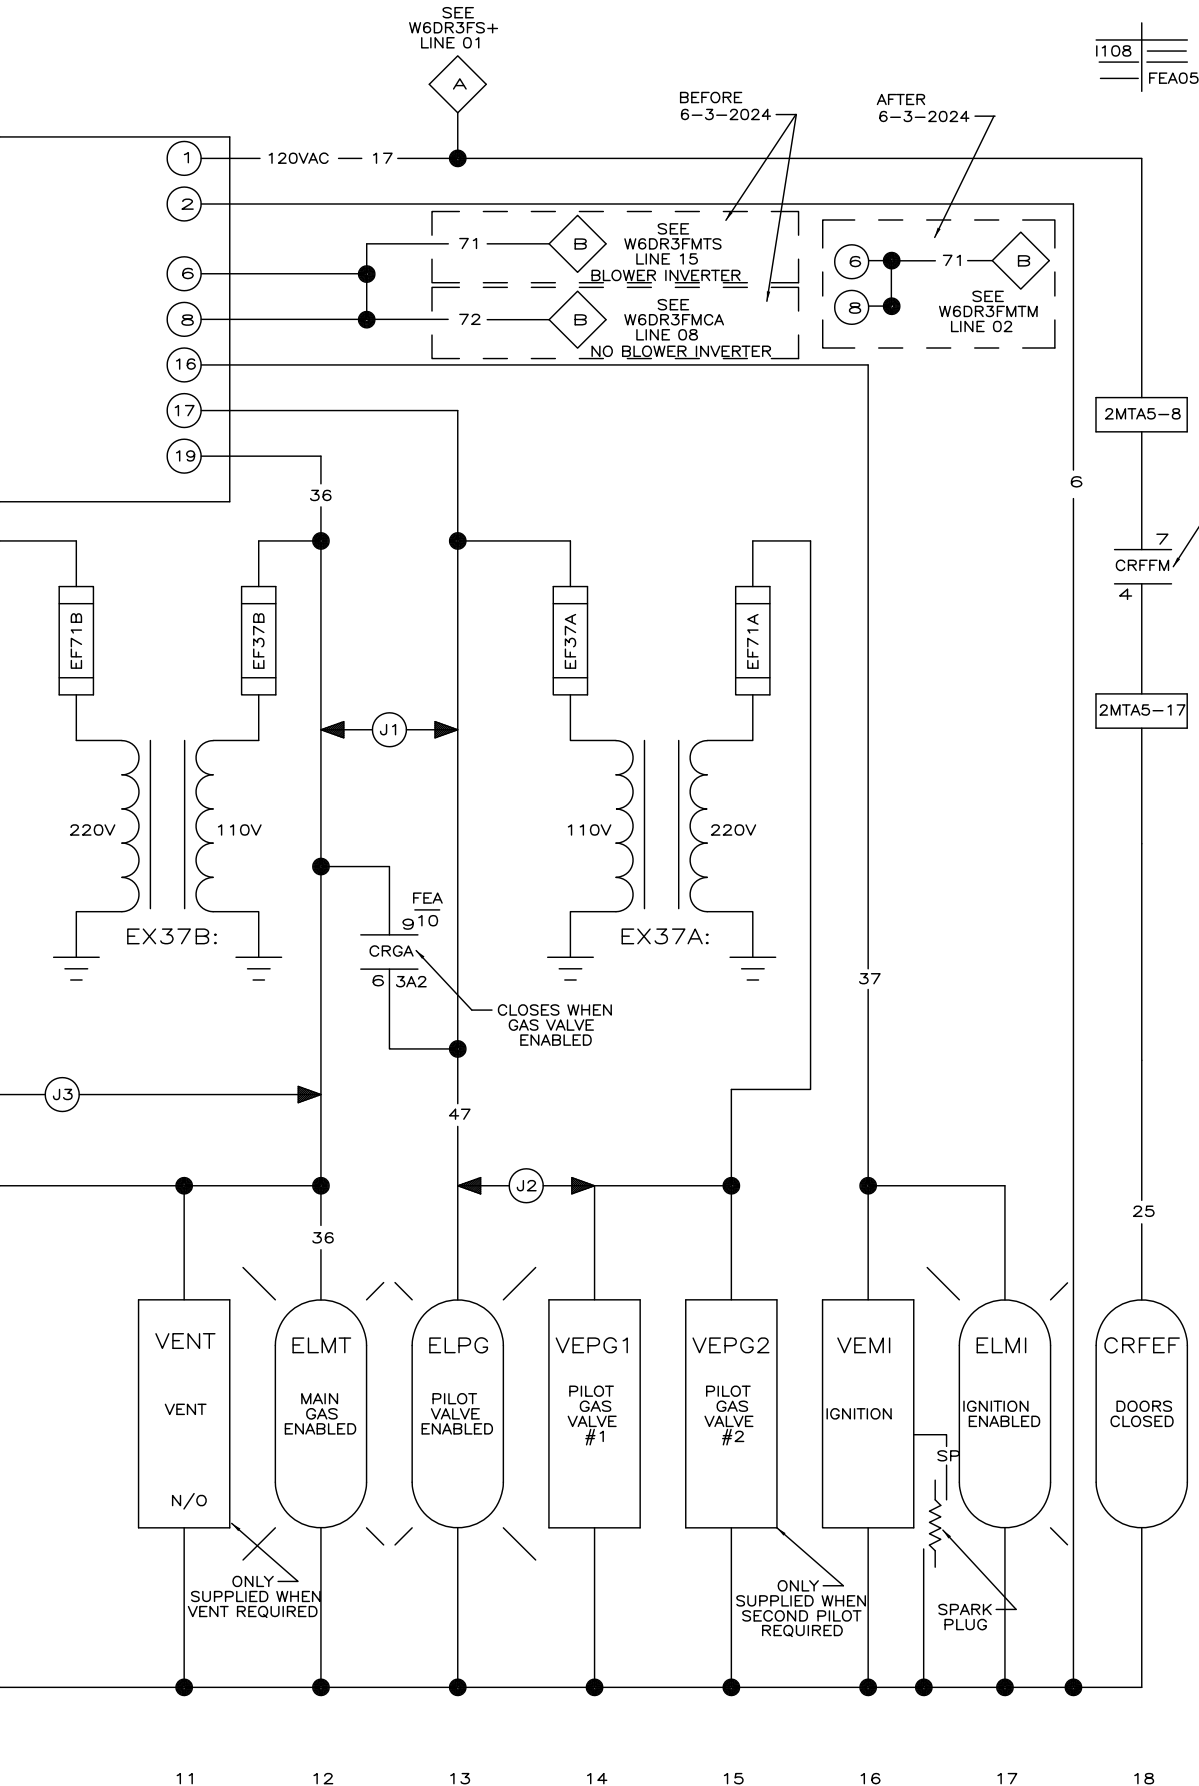 SEE
W6DR3FS+
LINE 01
A
1108
FEA05
BEFORE
6-3-2024
AFTER
6-3-2024
1
120VAC
17
2
71
B
SEE
W6DR3FMTS
LINE 15
BLOWER INVERTER
6
71
B
6
8
72
B
SEE
W6DR3FMCA
LINE 08
NO BLOWER INVERTER
8
SEE
W6DR3FMTM
LINE 02
16
17
2MTA5-8
19
36
6
7
CRFFM
4
EF71B
EF37B
EF37A
EF71A
2MTA5-17
J1
220V
110V
110V
220V
FEA
10
9
CRGA
6
3A2
EX37B:
EX37A:
CLOSES WHEN
GAS VALVE
ENABLED
37
J3
47
J2
36
25
VENT
VENT
N/O
ELMT
MAIN
GAS
ENABLED
ELPG
PILOT
VALVE
ENABLED
VEPG1
PILOT
GAS
VALVE
#1
VEPG2
PILOT
GAS
VALVE
#2
VEMI
IGNITION
SP
ELMI
IGNITION
ENABLED
CRFEF
DOORS
CLOSED
ONLY
SUPPLIED WHEN
VENT REQUIRED
ONLY
SUPPLIED WHEN
SECOND PILOT
REQUIRED
SPARK
PLUG
11
12
13
14
15
16
17
18